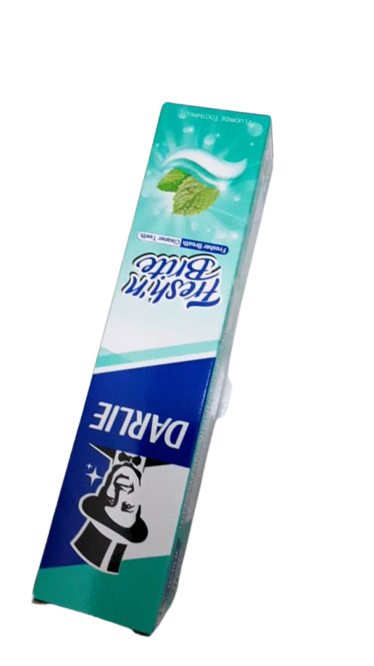 DARLIE
Fresh'n
Brite
Fresher Breath, Cleaner Teeth
FLUORIDE TOOTHPASTE